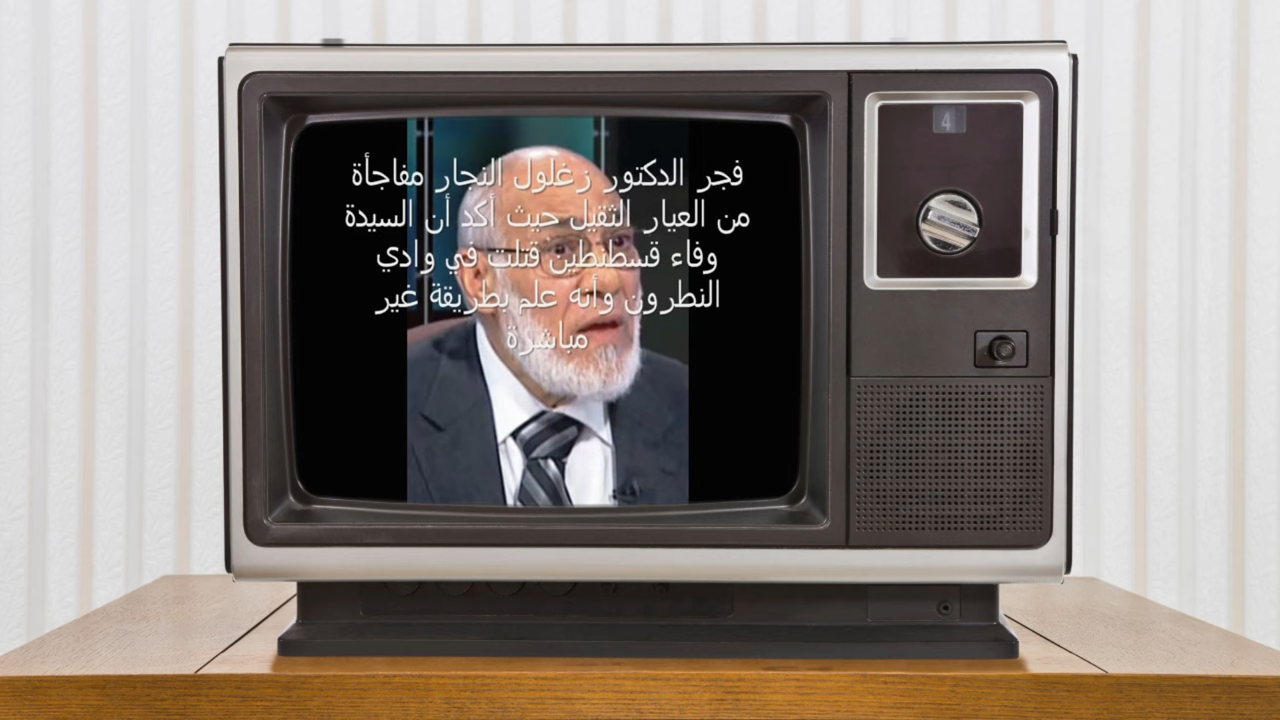 فجر الدكتور زغلول النجار مفاجأة
من العيار الثقيل حيث أكد أن السيدة
وفاء قسطنطين قتلت في وادي
النطرون وأنه علم بطريقة غير
مباشرة
4